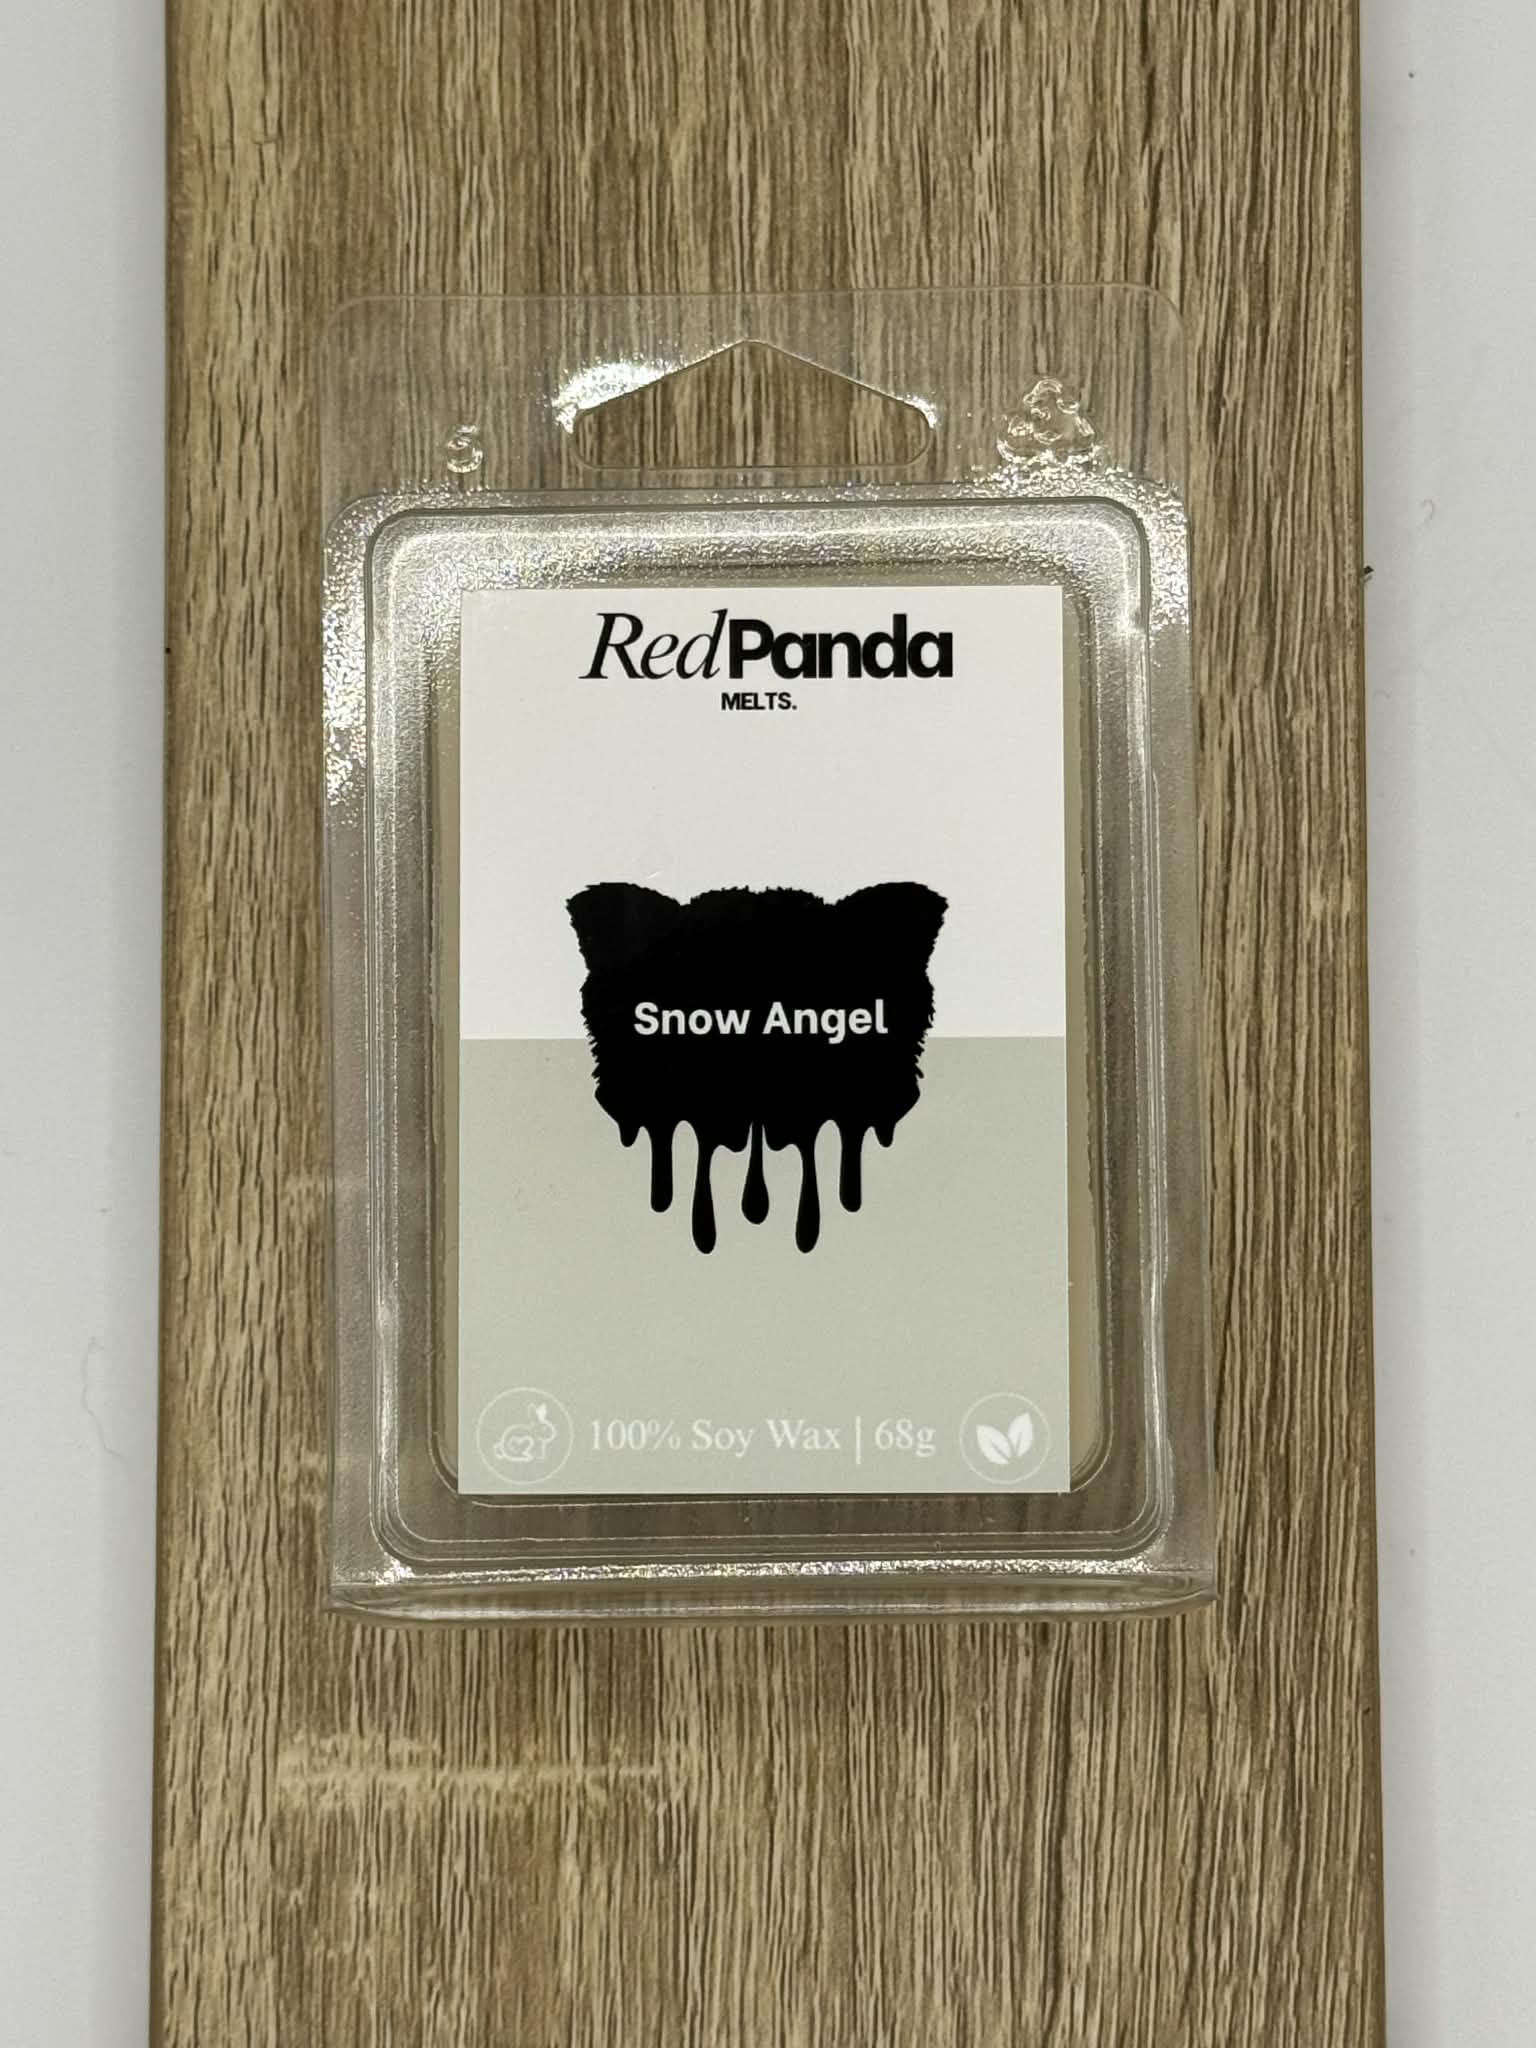 RedPanda
MELTS.
Snow Angel
100% Soy Wax | 68g